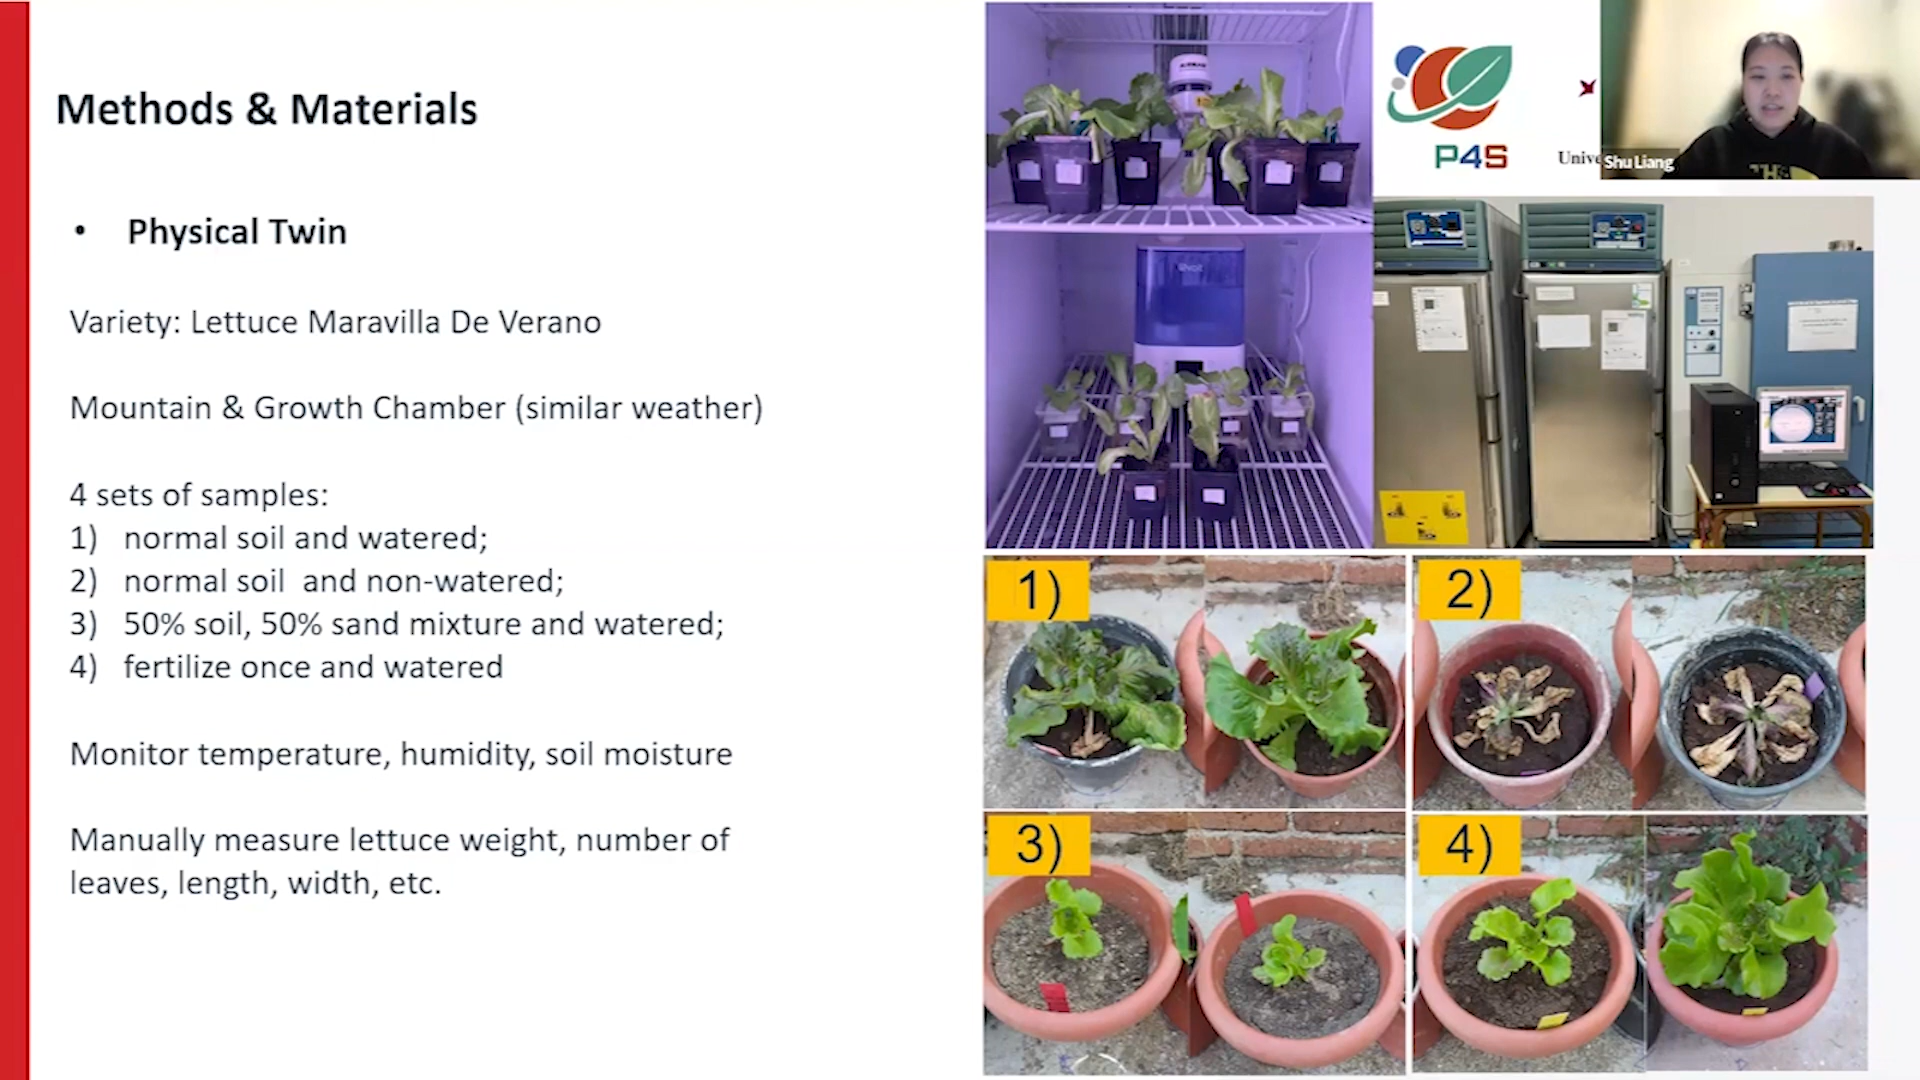 Methods & Materials
• Physical Twin
Variety: Lettuce Maravilla De Verano
Mountain & Growth Chamber (similar weather)
4 sets of samples:
1) normal soil and watered;
2) normal soil and non-watered;
3) 50% soil, 50% sand mixture and watered;
4) fertilize once and watered
Monitor temperature, humidity, soil moisture
Manually measure lettuce weight, number of
leaves, length, width, etc.
P4S
Unive
Shu Liang
1)
2)
3)
4)